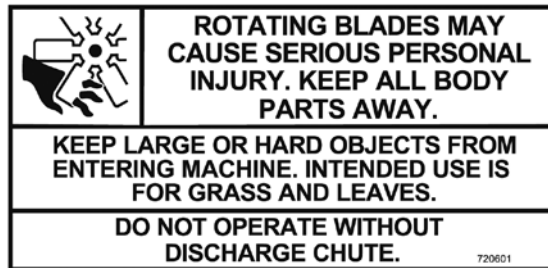 ROTATING BLADES MAY
CAUSE SERIOUS PERSONAL
INJURY. KEEP ALL BODY
PARTS AWAY.
KEEP LARGE OR HARD OBJECTS FROM
ENTERING MACHINE. INTENDED USE IS
FOR GRASS AND LEAVES.
DO NOT OPERATE WITHOUT
DISCHARGE CHUTE.
720601